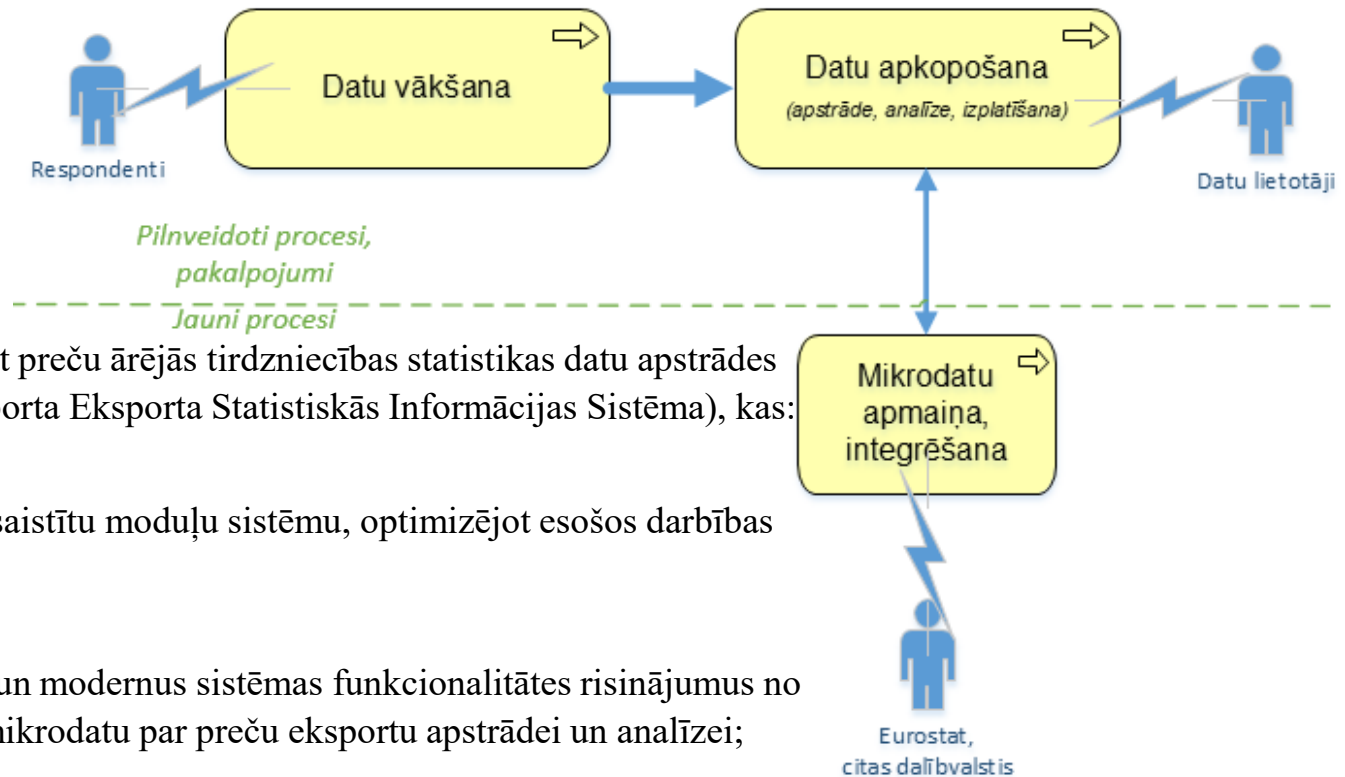 Datu vākšana
Datu apkopošana
(apstrāde, analīze, izplatīšana)
Respondenti
Datu lietotāji
Pilnveidoti procesi,
pakalpojumi
Jauni procesi
t preču ārējās tirdzniecības statistikas datu apstrādes
orta Eksporta Statistiskās Informācijas Sistēma), kas:
Mikrodatu
apmaiņa,
integrēšana
saistītu moduļu sistēmu, optimizējot esošos darbības
un modernus sistēmas funkcionalitātes risinājumus no
mikrodatu par preču eksportu apstrādei un analīzei;
Eurostat,
citas dalībvalstis